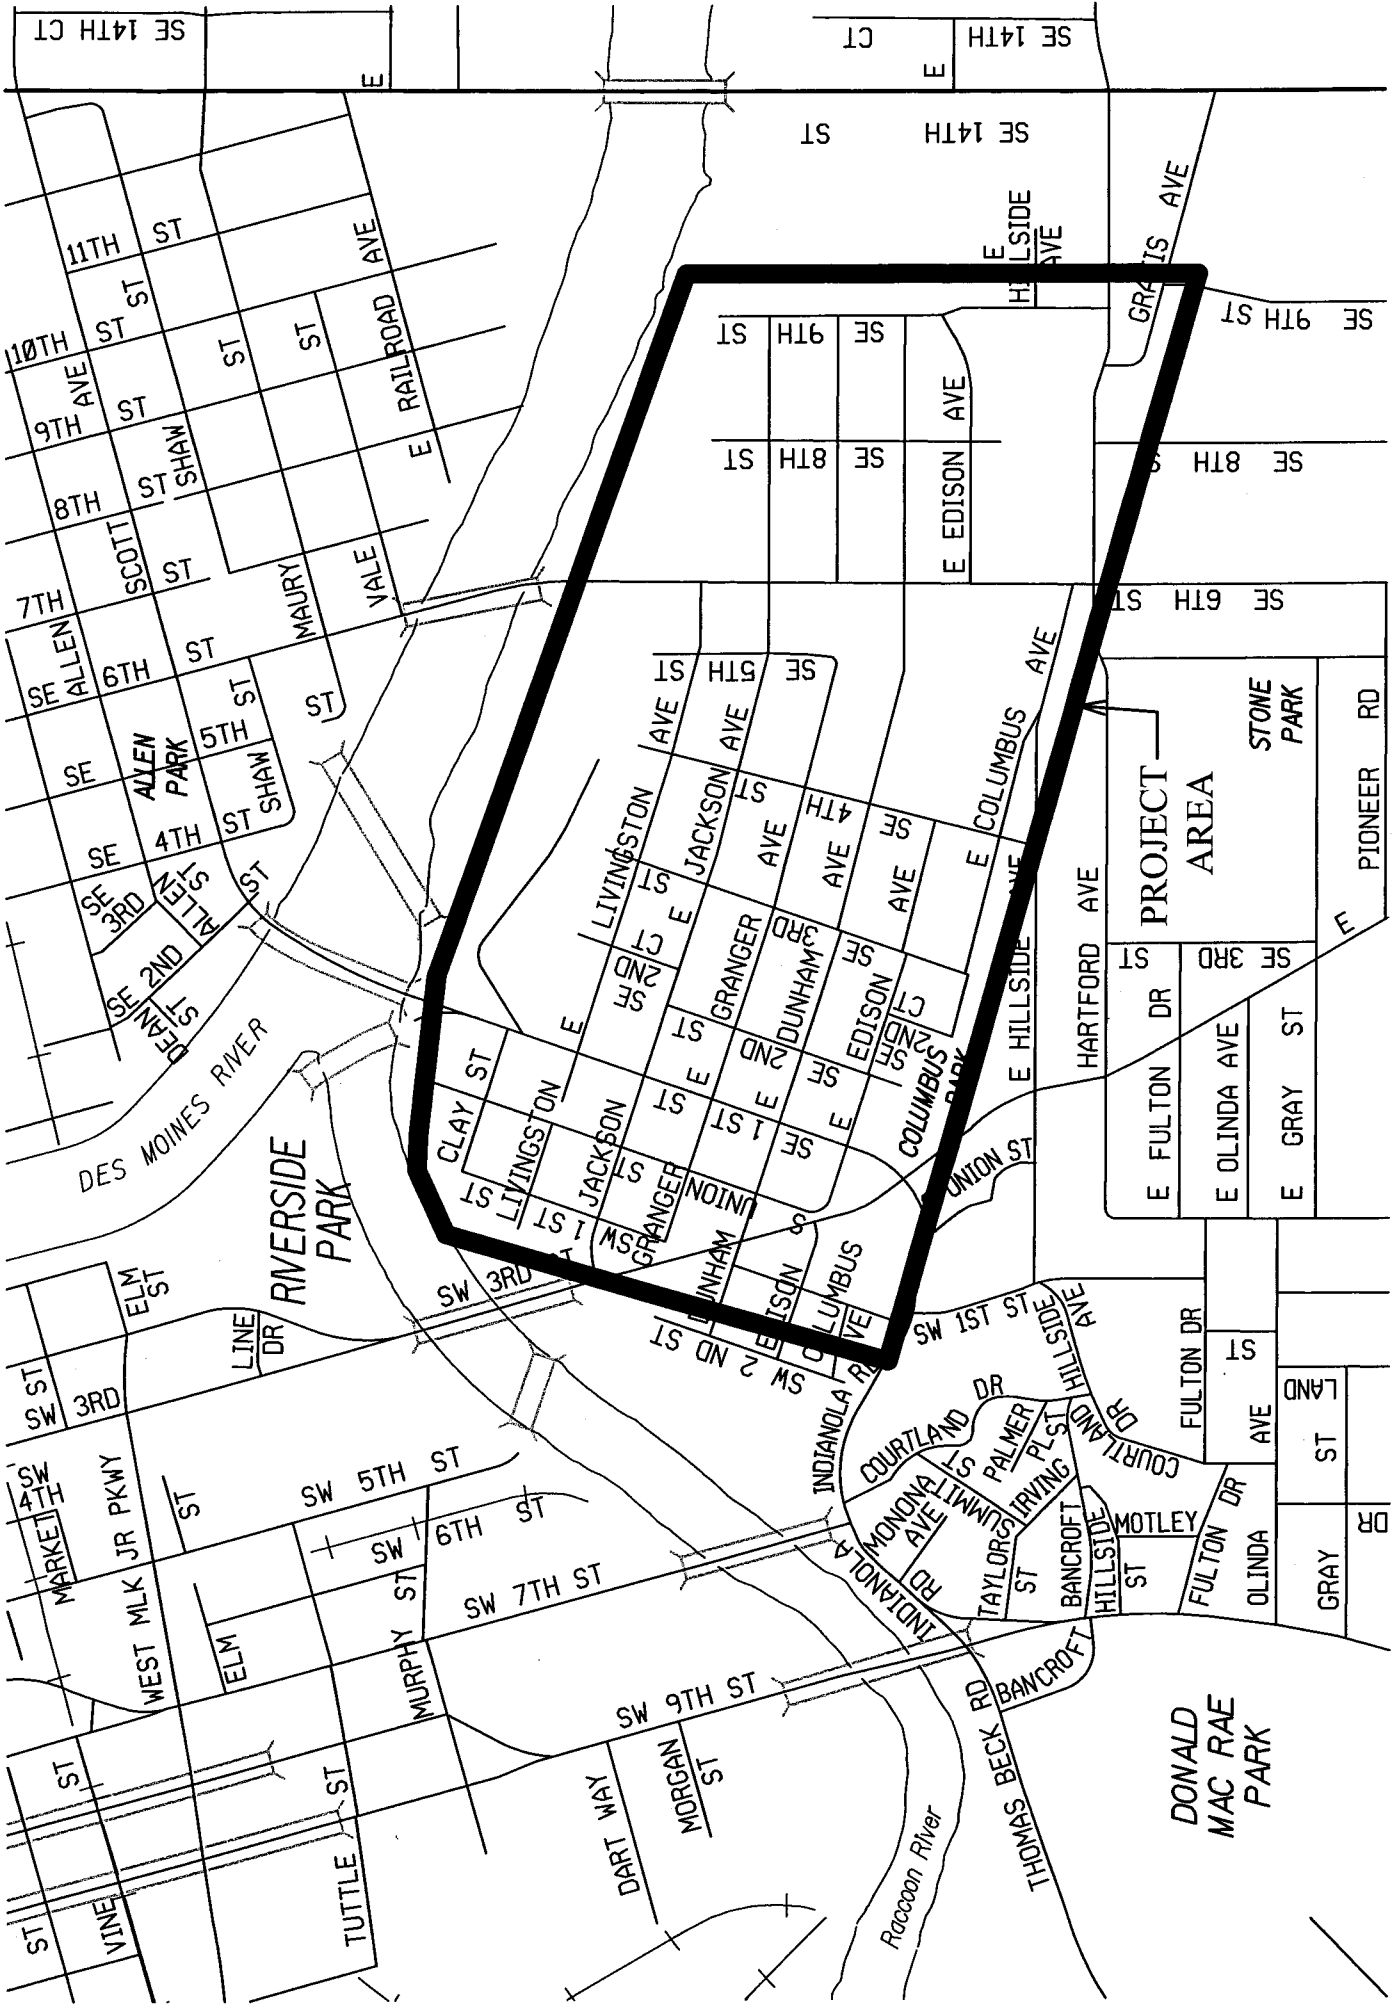 SE 14TH CT
E
CT
E
SE 14TH
SE 14TH
ST
11TH
ST
ST
AVE
E
HILLSIDE
AVE
GRATIS AVE
10TH
ST
ST
ST
RAILROAD
E
SE 9TH ST
SE 9TH ST
9TH
AVE
ST
SHAW
SE 8TH ST
E EDISON AVE
SE 8TH
8TH
ST
SCOTT
ST
7TH
ALLEN
MAURY
VALE
SE 6TH ST
SE
6TH
ST
ST
ST
SE 5TH ST
AVE
AVE
E COLUMBUS
AVE
ALLEN
PARK
SE
5TH
SHAW
STONE
PARK
PIONEER RD
PROJECT
AREA
SE
4TH
ST
LIVINGSTON
JACKSON
AVE
AVE
AVE
SE 4TH ST
SE
3RD
ALLEN
ST
ST
E HILLSIDE AVE
HARTFORD AVE
SE 3RD ST
E
SE 2ND
DEAN
ST
SE
2ND
CT
E
SE 3RD ST
GRANGER
DUNHAM
EDISON
SE
2ND
CT
E
CLAY ST
LIVINGSTON
JACKSON
E
E
E
SE 2ND ST
SE 1 ST ST
COLUMBUS
PARK
E FULTON DR
E OLINDA AVE
E GRAY ST
DES MOINES RIVER
RIVERSIDE
PARK
SW 1 ST ST
S UNION ST
GRANGER
UNION ST
SW 3RD ST
DUNHAM
EDISON
COLUMBUS
AVE
ELM
ST
LINE
DR
SW 2 ND ST
INDIANOLA RD
SW 1ST ST
HILLSIDE
AVE
HILLSIDE
FULTON DR
ST
ST
SW 3RD
COURTLAND DR
PALMER
PL
ST
COURTLAND
DR
AVE
LAND
ST
SW
4TH
MARKET
WEST MLK JR PKWY
ST
SW 5TH ST
SW 6TH ST
MONONA
AVE
SUMMIT ST
IRVING
TAYLOR
ST
BANCROFT
HILLSIDE
ST
MOTLEY
FULTON DR
OLINDA
GRAY
DR
ELM
MURPHY ST
SW 7TH ST
INDIANOLA
RD
BANCROFT
SW 9TH ST
ST
TUTTLE ST
DART WAY
MORGAN
ST
THOMAS BECK RD
DONALD
MAC RAE
PARK
ST
VINE
Raccoon River